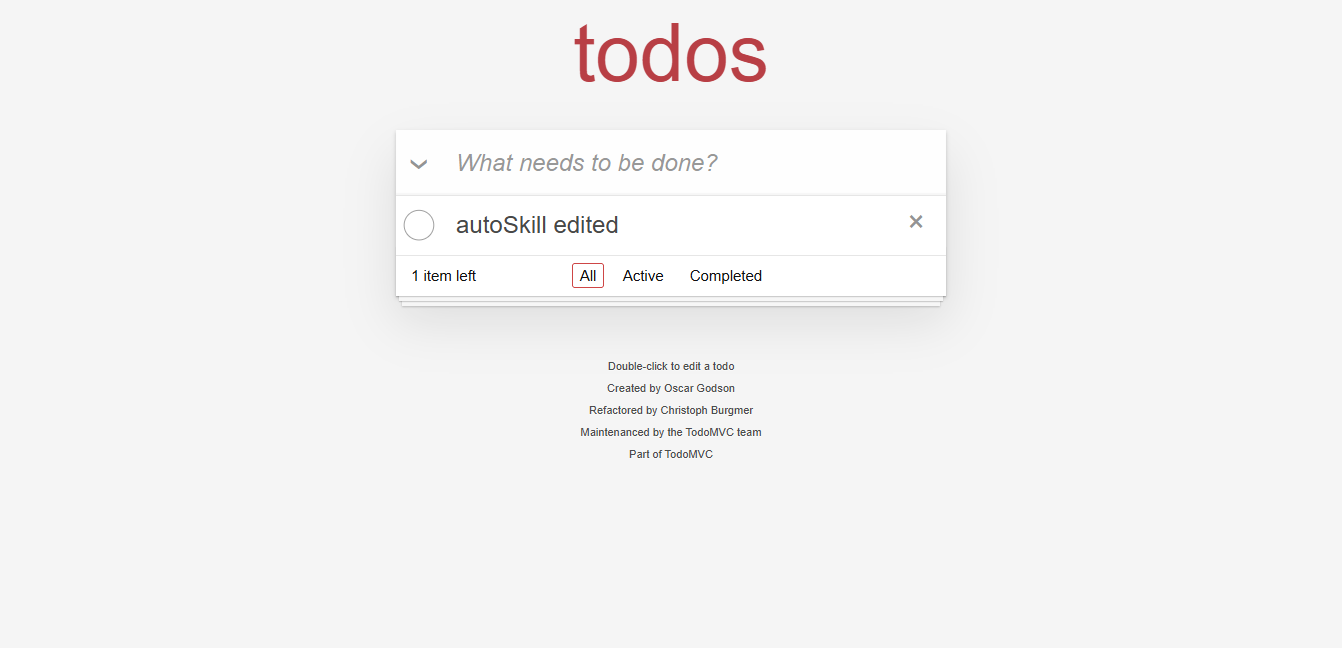 todos
What needs to be done?
autoSkill edited
1 item left All Active Completed
Double-click to edit a todo
Created by Oscar Godson
Refactored by Christoph Burgmer
Maintenanced by the TodoMVC team
Part of TodoMVC